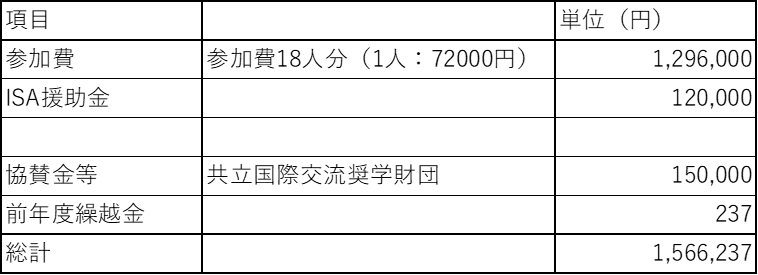 項目 単位（円）
参加費 参加費18人分（1人：72000円） 1,296,000
ISA援助金 120,000
協賛金等 共立国際交流奨学財団 150,000
前年度繰越金 237
総計 1,566,237